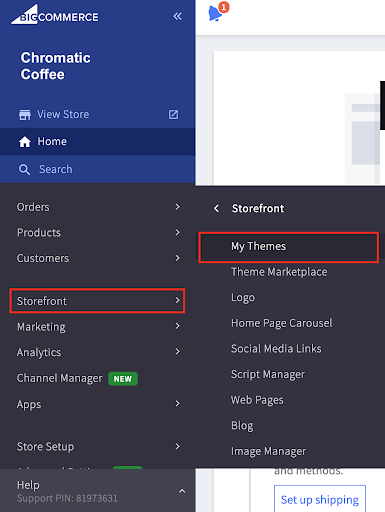 BIGCOMMERCE
1
Chromatic
Coffee
View Store
Home
Search
Orders
Products
Customers
Storefront
Marketing
Analytics
Channel Manager NEW
Apps
Store Setup
Help
Support PIN: 81973631
Storefront
My Themes
Theme Marketplace
Logo
Home Page Carousel
Social Media Links
Script Manager
Web Pages
Blog
Image Manager
and methods.
Set up shipping